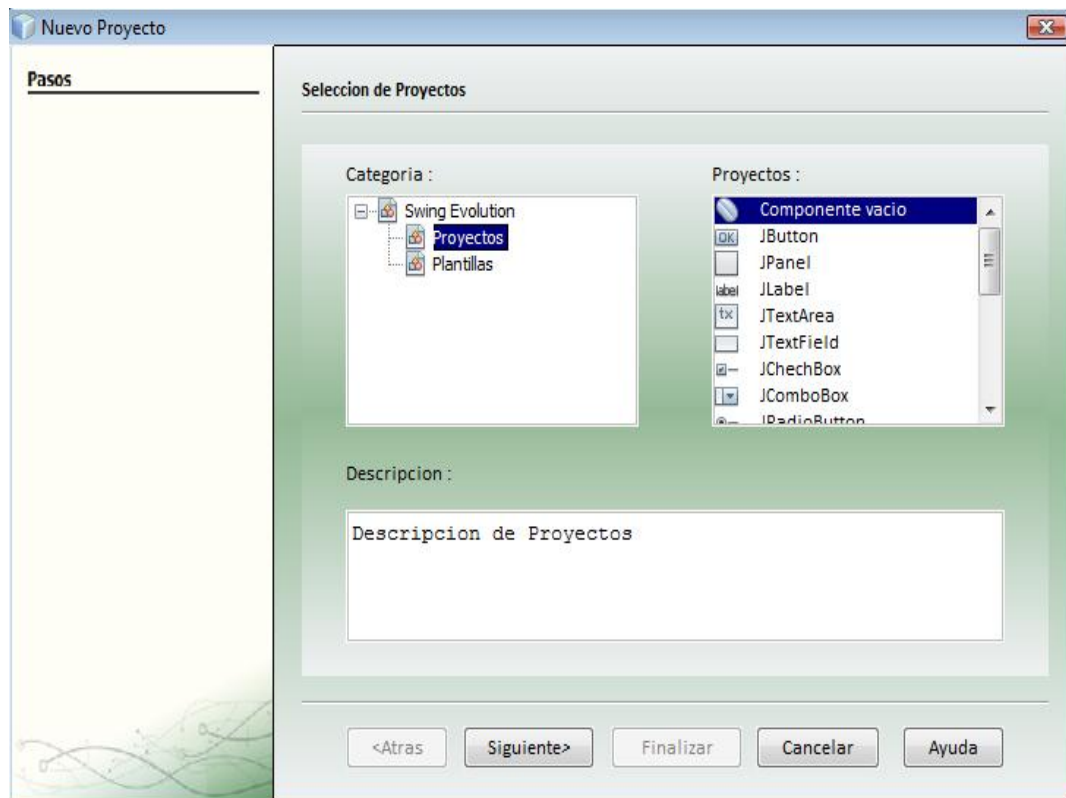 Nuevo Proyecto
Pasos
Seleccion de Proyectos
Categoria :
Swing Evolution
Proyectos
Plantillas
Proyectos :
Componente vacio
OK JButton
JPanel
label JLabel
tx JTextArea
JTextField
JChechBox
JComboBox
JRadioButton
Descripcion :
Descripcion de Proyectos
<Atras Siguiente> Finalizar Cancelar Ayuda